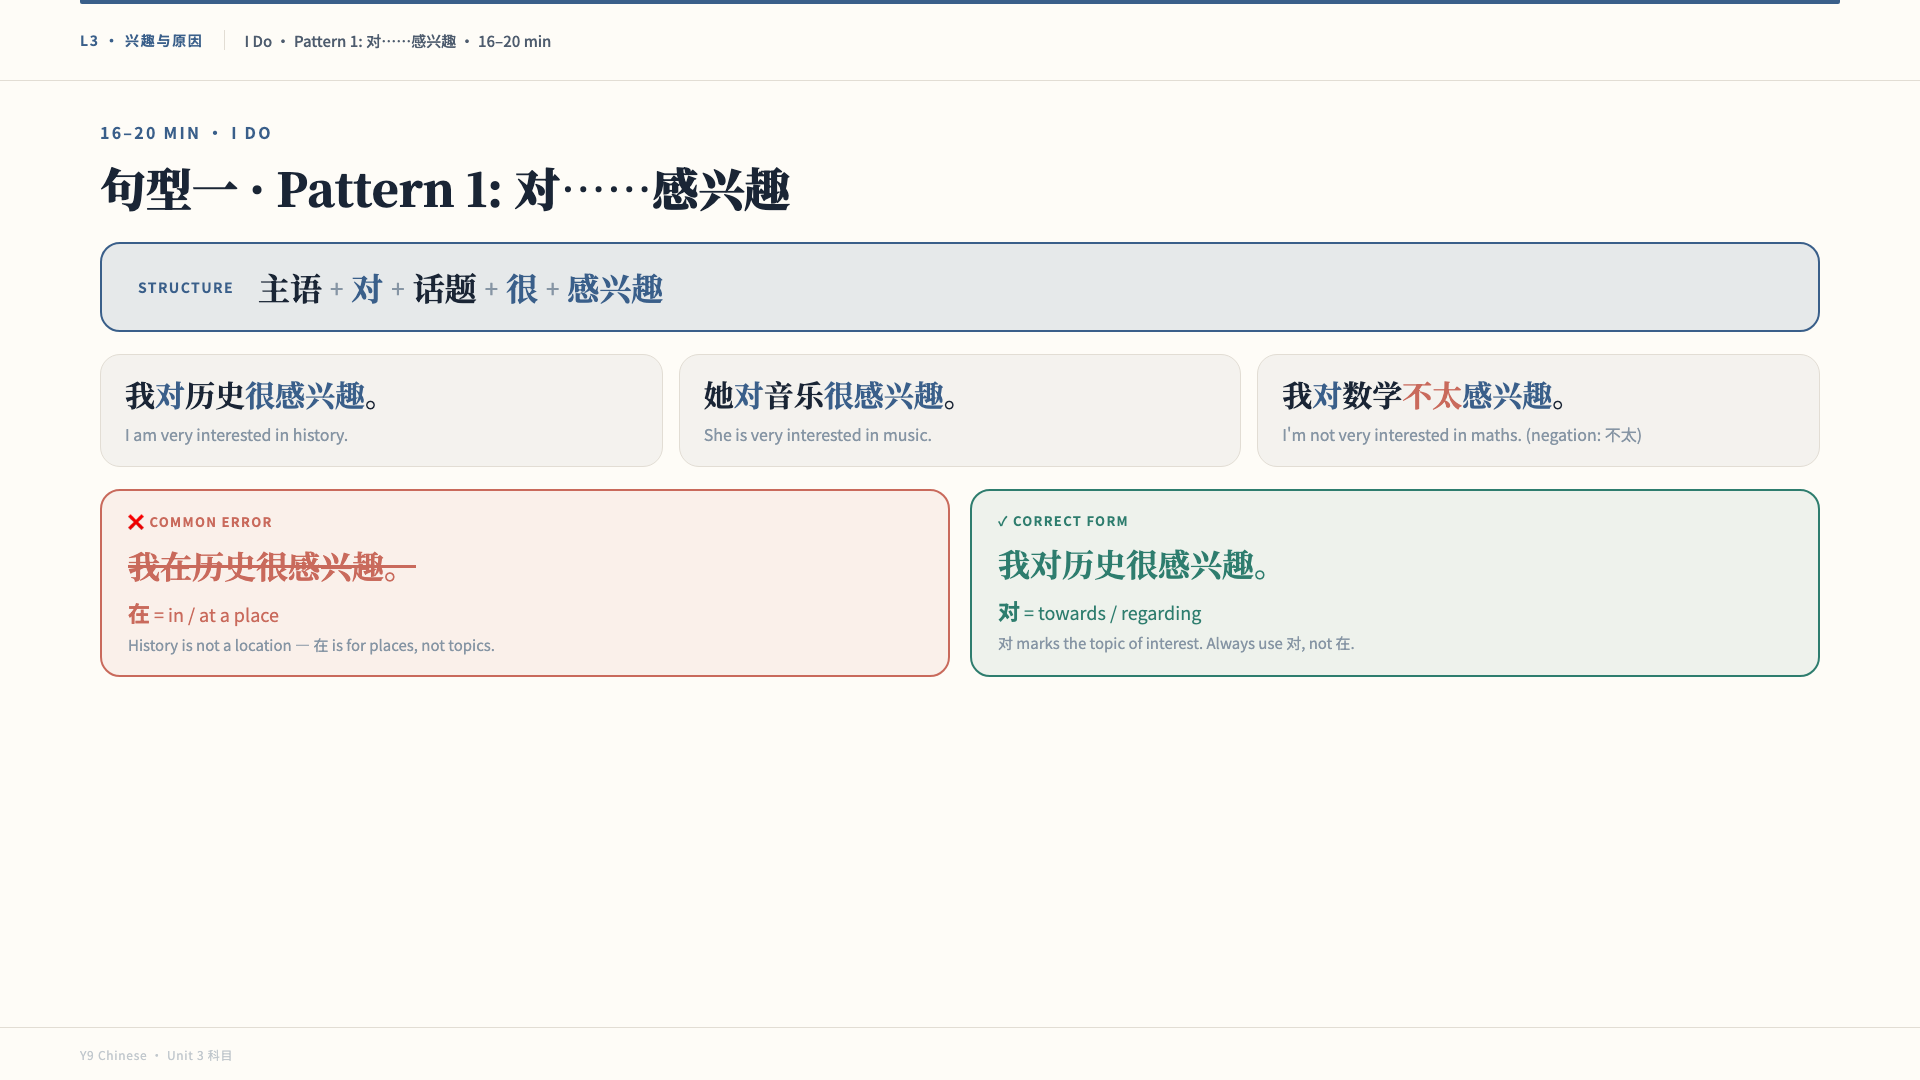 L3 · 兴趣与原因
I Do · Pattern 1: 对……感兴趣 · 16–20 min
16–20 MIN · I DO
句型一 · Pattern 1: 对……感兴趣
STRUCTURE 主语 + 对 + 话题 + 很 + 感兴趣
我对历史很感兴趣。
I am very interested in history.
她对音乐很感兴趣。
She is very interested in music.
我对数学不太感兴趣。
I'm not very interested in maths. (negation: 不太)
❌ COMMON ERROR
我在历史很感兴趣。
在 = in / at a place
History is not a location — 在 is for places, not topics.
✓ CORRECT FORM
我对历史很感兴趣。
对 = towards / regarding
对 marks the topic of interest. Always use 对, not 在.
Y9 Chinese · Unit 3 科目